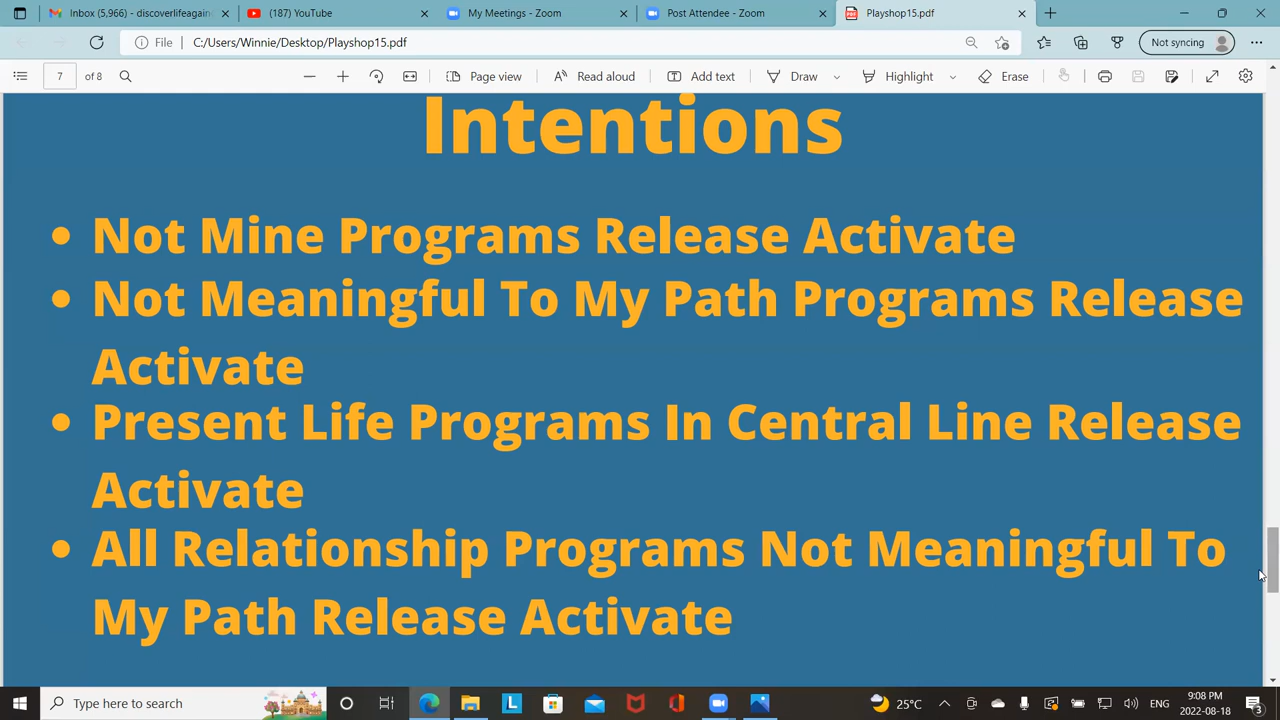 Inbox (5,966) - discoverlifeagain
(187) YouTube
My Meetings - Zoom
Post Attendee - Zoom
Playshop15.pdf
File
C:/Users/Winnie/Desktop/Playshop15.pdf
Not syncing
7 of 8
Page view
Read aloud
Add text
Draw
Highlight
Erase
Intentions
• Not Mine Programs Release Activate
• Not Meaningful To My Path Programs Release
Activate
• Present Life Programs In Central Line Release
Activate
• All Relationship Programs Not Meaningful To
My Path Release Activate
Type here to search
25°C
ENG
9:08 PM
2022-08-18
3